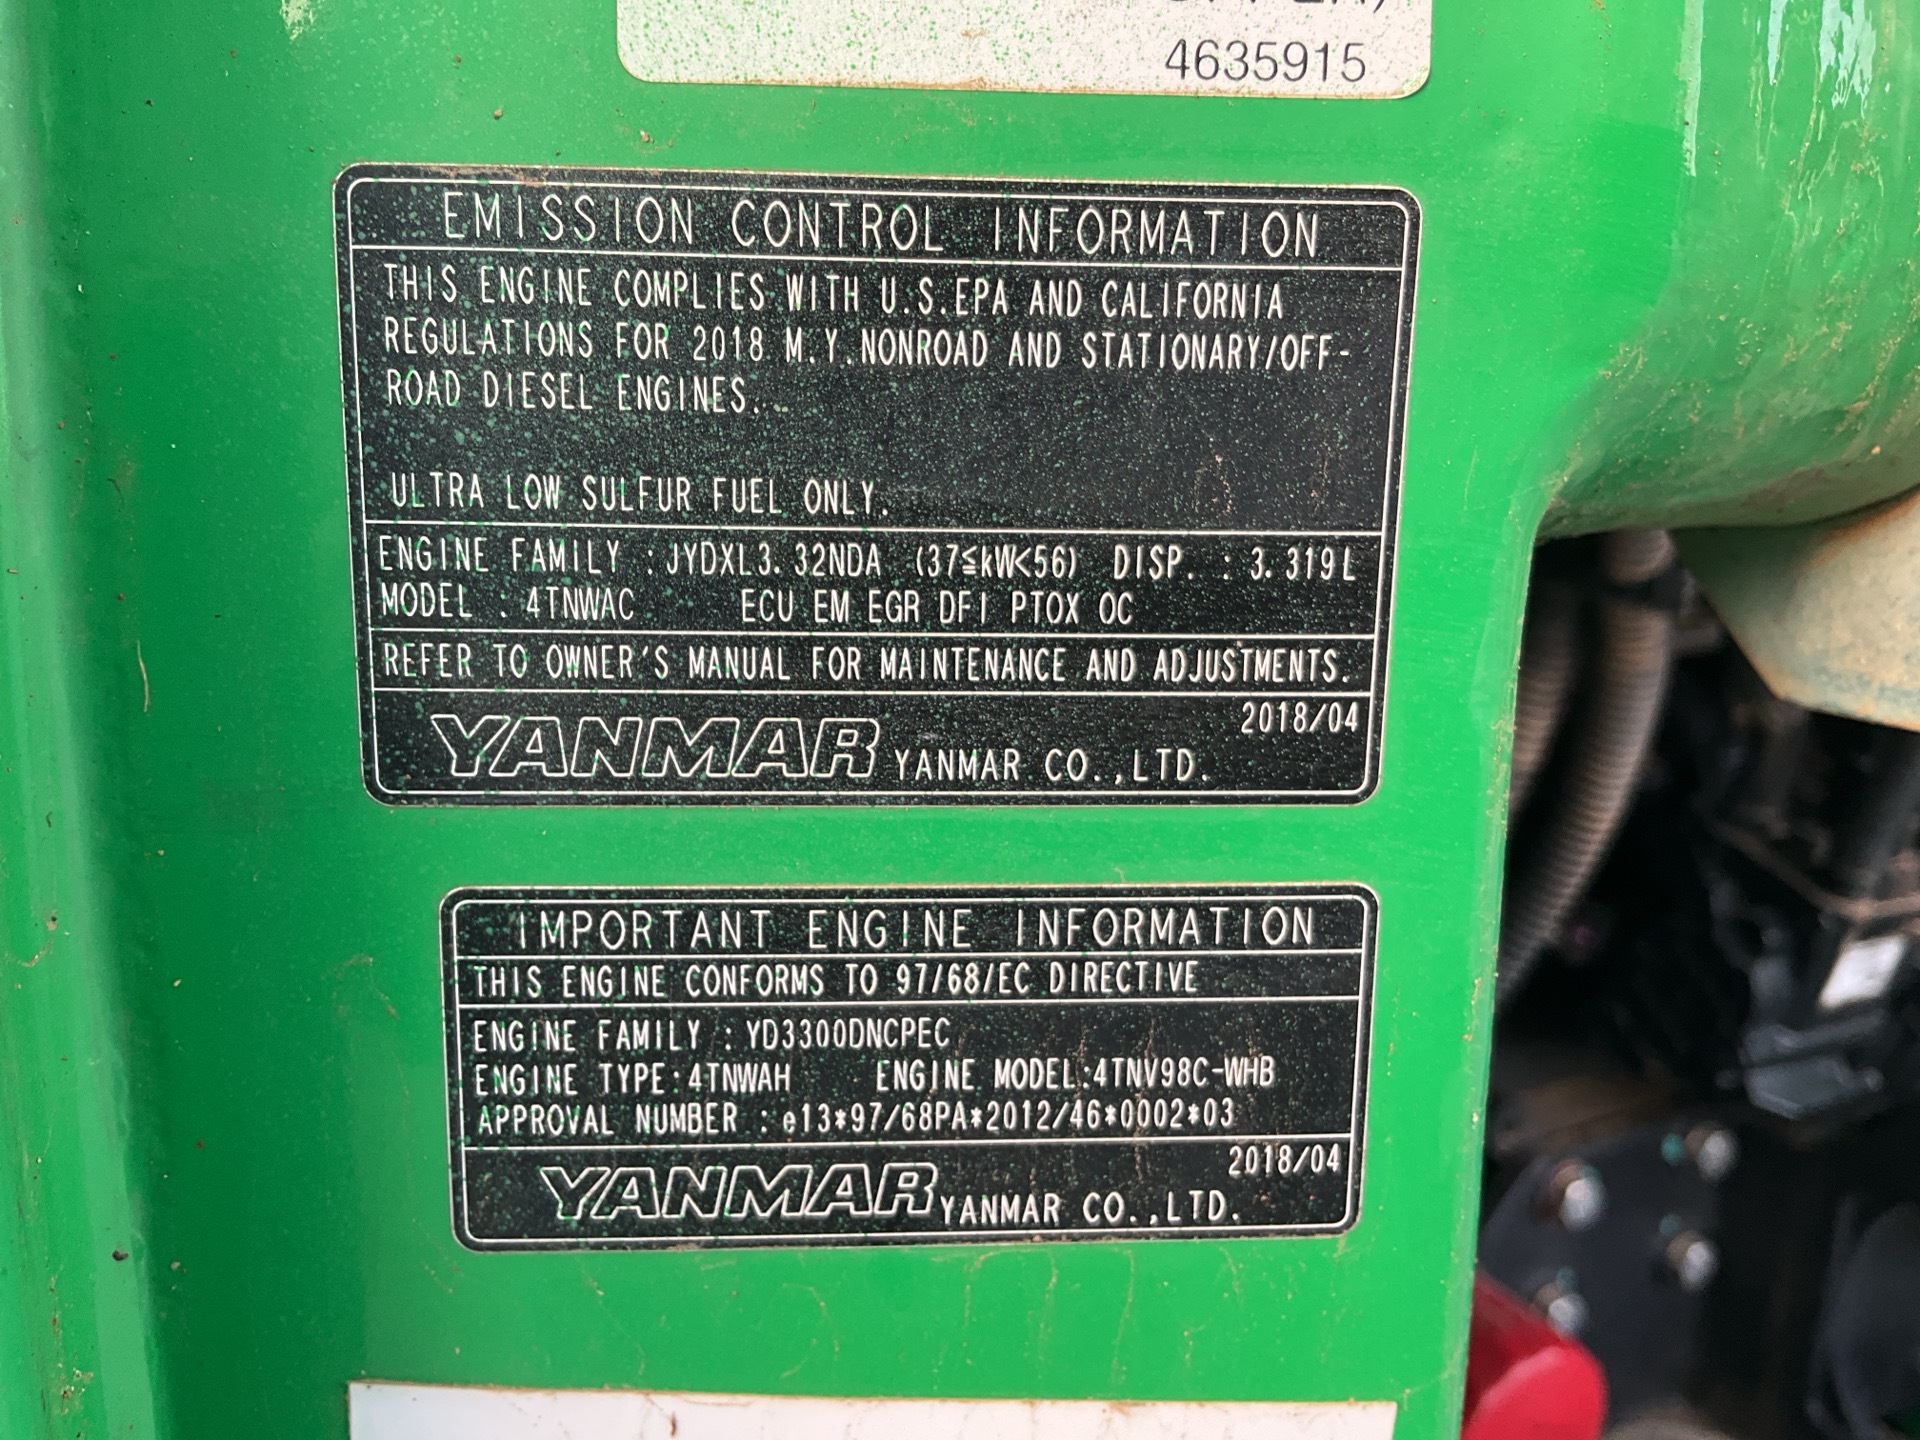 4635915
EMISSION CONTROL INFORMATION
THIS ENGINE COMPLIES WITH U.S.EPA AND CALIFORNIA
REGULATIONS FOR 2018 M.Y.NONROAD AND STATIONARY/OFF-
ROAD DIESEL ENGINES.
ULTRA LOW SULFUR FUEL ONLY.
ENGINE FAMILY : JYDXL3.32NDA (37≦kW<56) DISP. : 3.319L
MODEL : 4TNWAC ECU EM EGR DFI PTOX OC
REFER TO OWNER'S MANUAL FOR MAINTENANCE AND ADJUSTMENTS.
2018/04
YANMAR YANMAR CO.,LTD.
IMPORTANT ENGINE INFORMATION
THIS ENGINE CONFORMS TO 97/68/EC DIRECTIVE
ENGINE FAMILY : YD3300DNCPEC
ENGINE TYPE:4TNWAH ENGINE MODEL:4TNV98C-WHB
APPROVAL NUMBER : e13*97/68PA*2012/46*0002*03
2018/04
YANMAR YANMAR CO.,LTD.